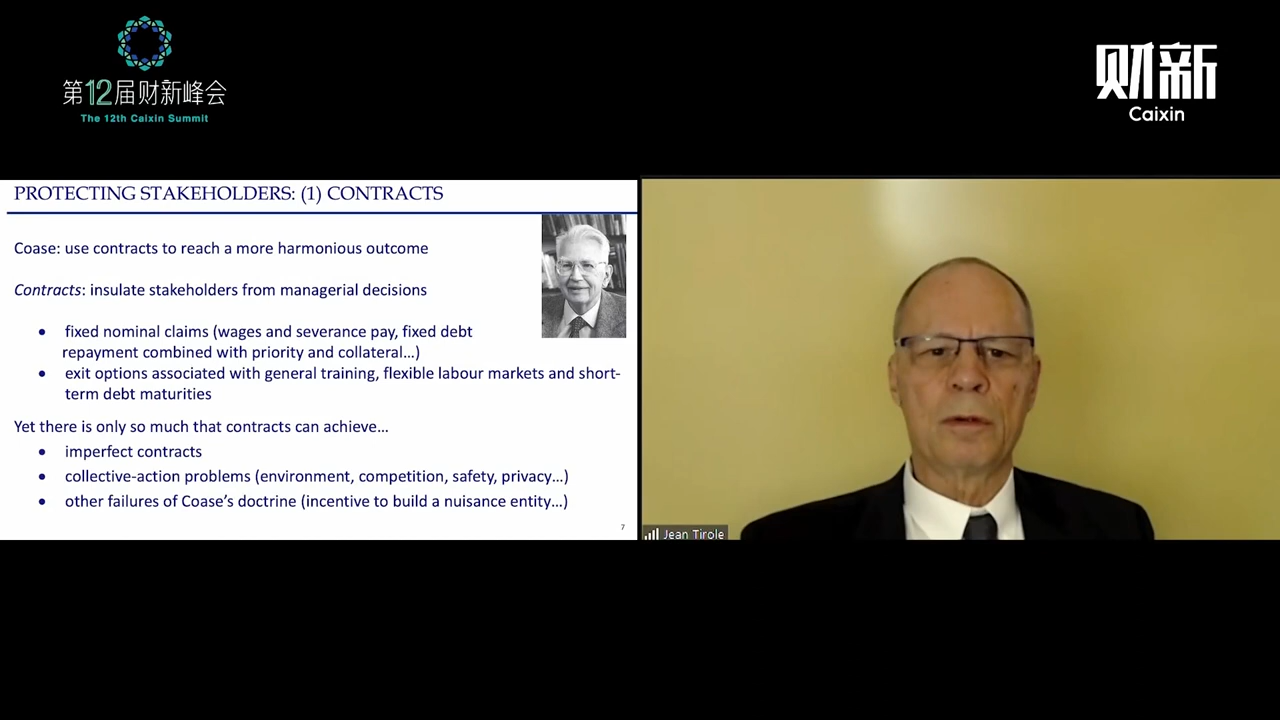 第12届财新峰会
The 12th Caixin Summit
财新
Caixin
PROTECTING STAKEHOLDERS: (1) CONTRACTS
Coase: use contracts to reach a more harmonious outcome
Contracts: insulate stakeholders from managerial decisions
• fixed nominal claims (wages and severance pay, fixed debt
repayment combined with priority and collateral…)
• exit options associated with general training, flexible labour markets and short-
term debt maturities
Yet there is only so much that contracts can achieve…
• imperfect contracts
• collective-action problems (environment, competition, safety, privacy…)
• other failures of Coase’s doctrine (incentive to build a nuisance entity…)
7
Jean Tirole